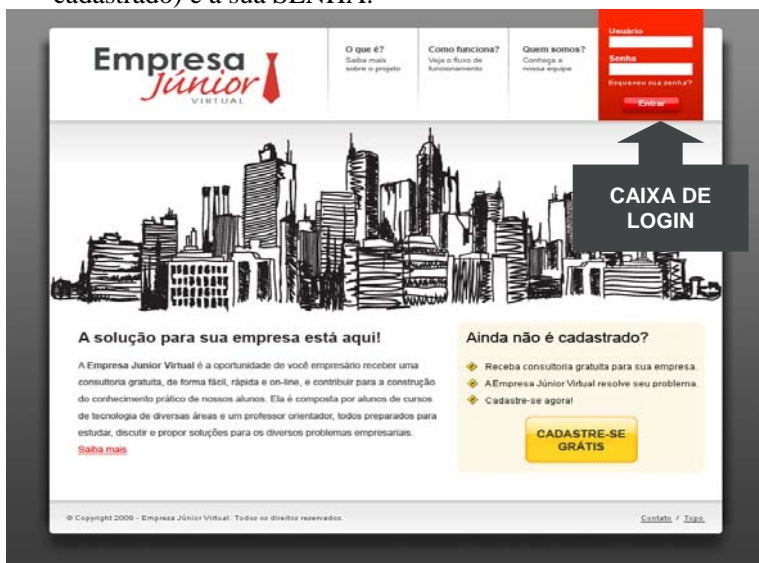 cadastrado) e a sua SENHA.
Empresa
Júnior
VIRTUAL
O que é?
Saiba mais
sobre o projeto
Como funciona?
Veja o fluxo de
funcionamento
Quem somos?
Conheça a
nossa equipe
Usuário
Senha
Esqueceu sua senha?
Entrar
CAIXA DE
LOGIN
A solução para sua empresa está aqui!
A Empresa Junior Virtual é a oportunidade de você empresário receber uma
consultoria gratuita, de forma fácil, rápida e on-line, e contribuir para a construção
do conhecimento prático de nossos alunos. Ela é composta por alunos de cursos
de tecnologia de diversas áreas e um professor orientador, todos preparados para
estudar, discutir e propor soluções para os diversos problemas empresariais.
Saiba mais
Ainda não é cadastrado?
Receba consultoria gratuita para sua empresa.
A Empresa Júnior Virtual resolve seu problema.
Cadastre-se agora!
CADASTRE-SE
GRÁTIS
© Copyright 2008 - Empresa Júnior Virtual. Todos os direitos reservados.
Contato / Topo